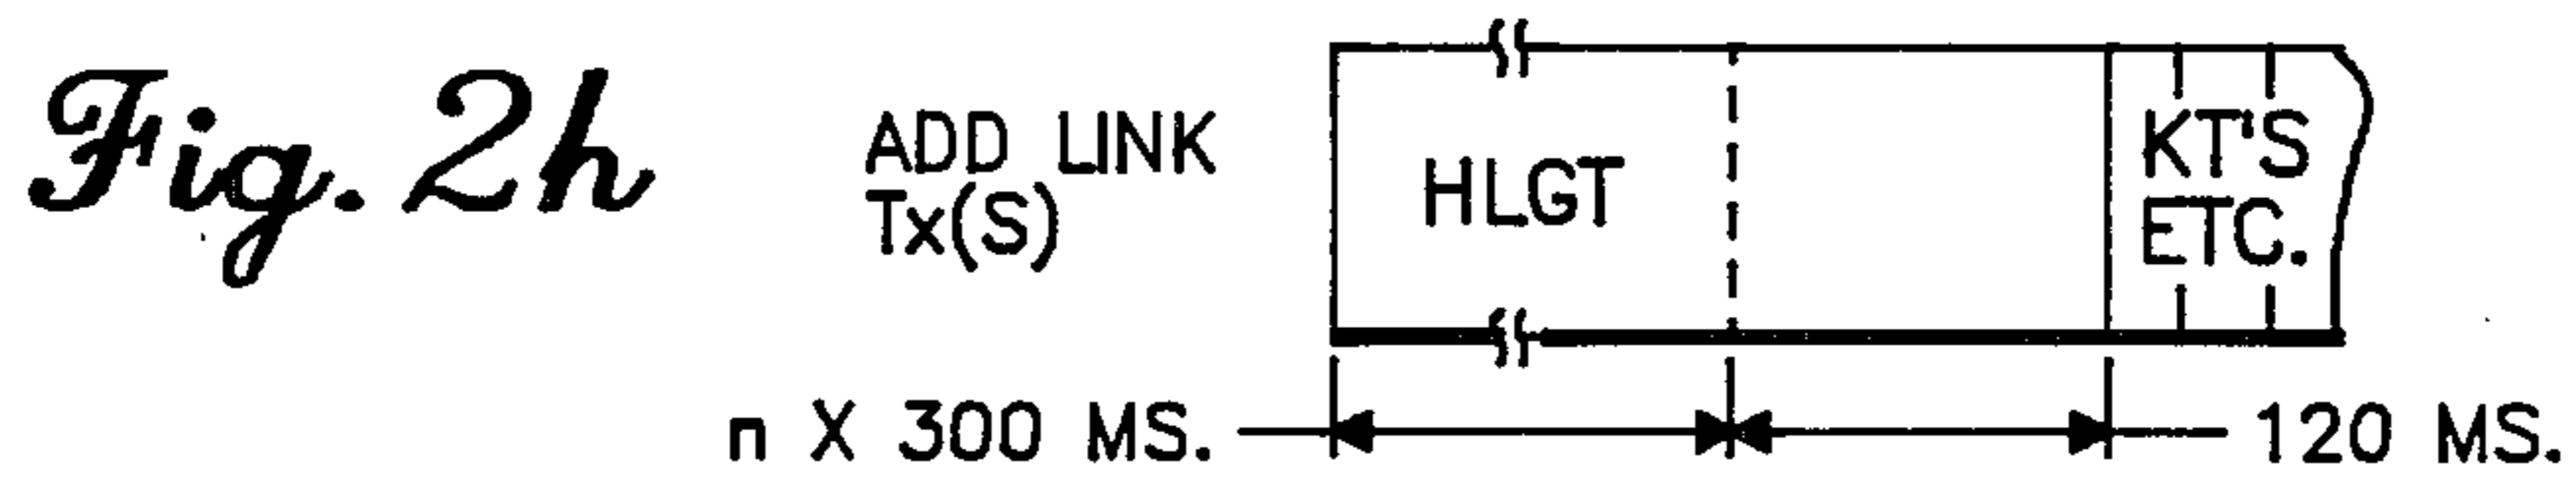 Fig. 2h
ADD LINK
Tx(S)
HLGT
KT'S
ETC.
n X 300 MS.
120 MS.